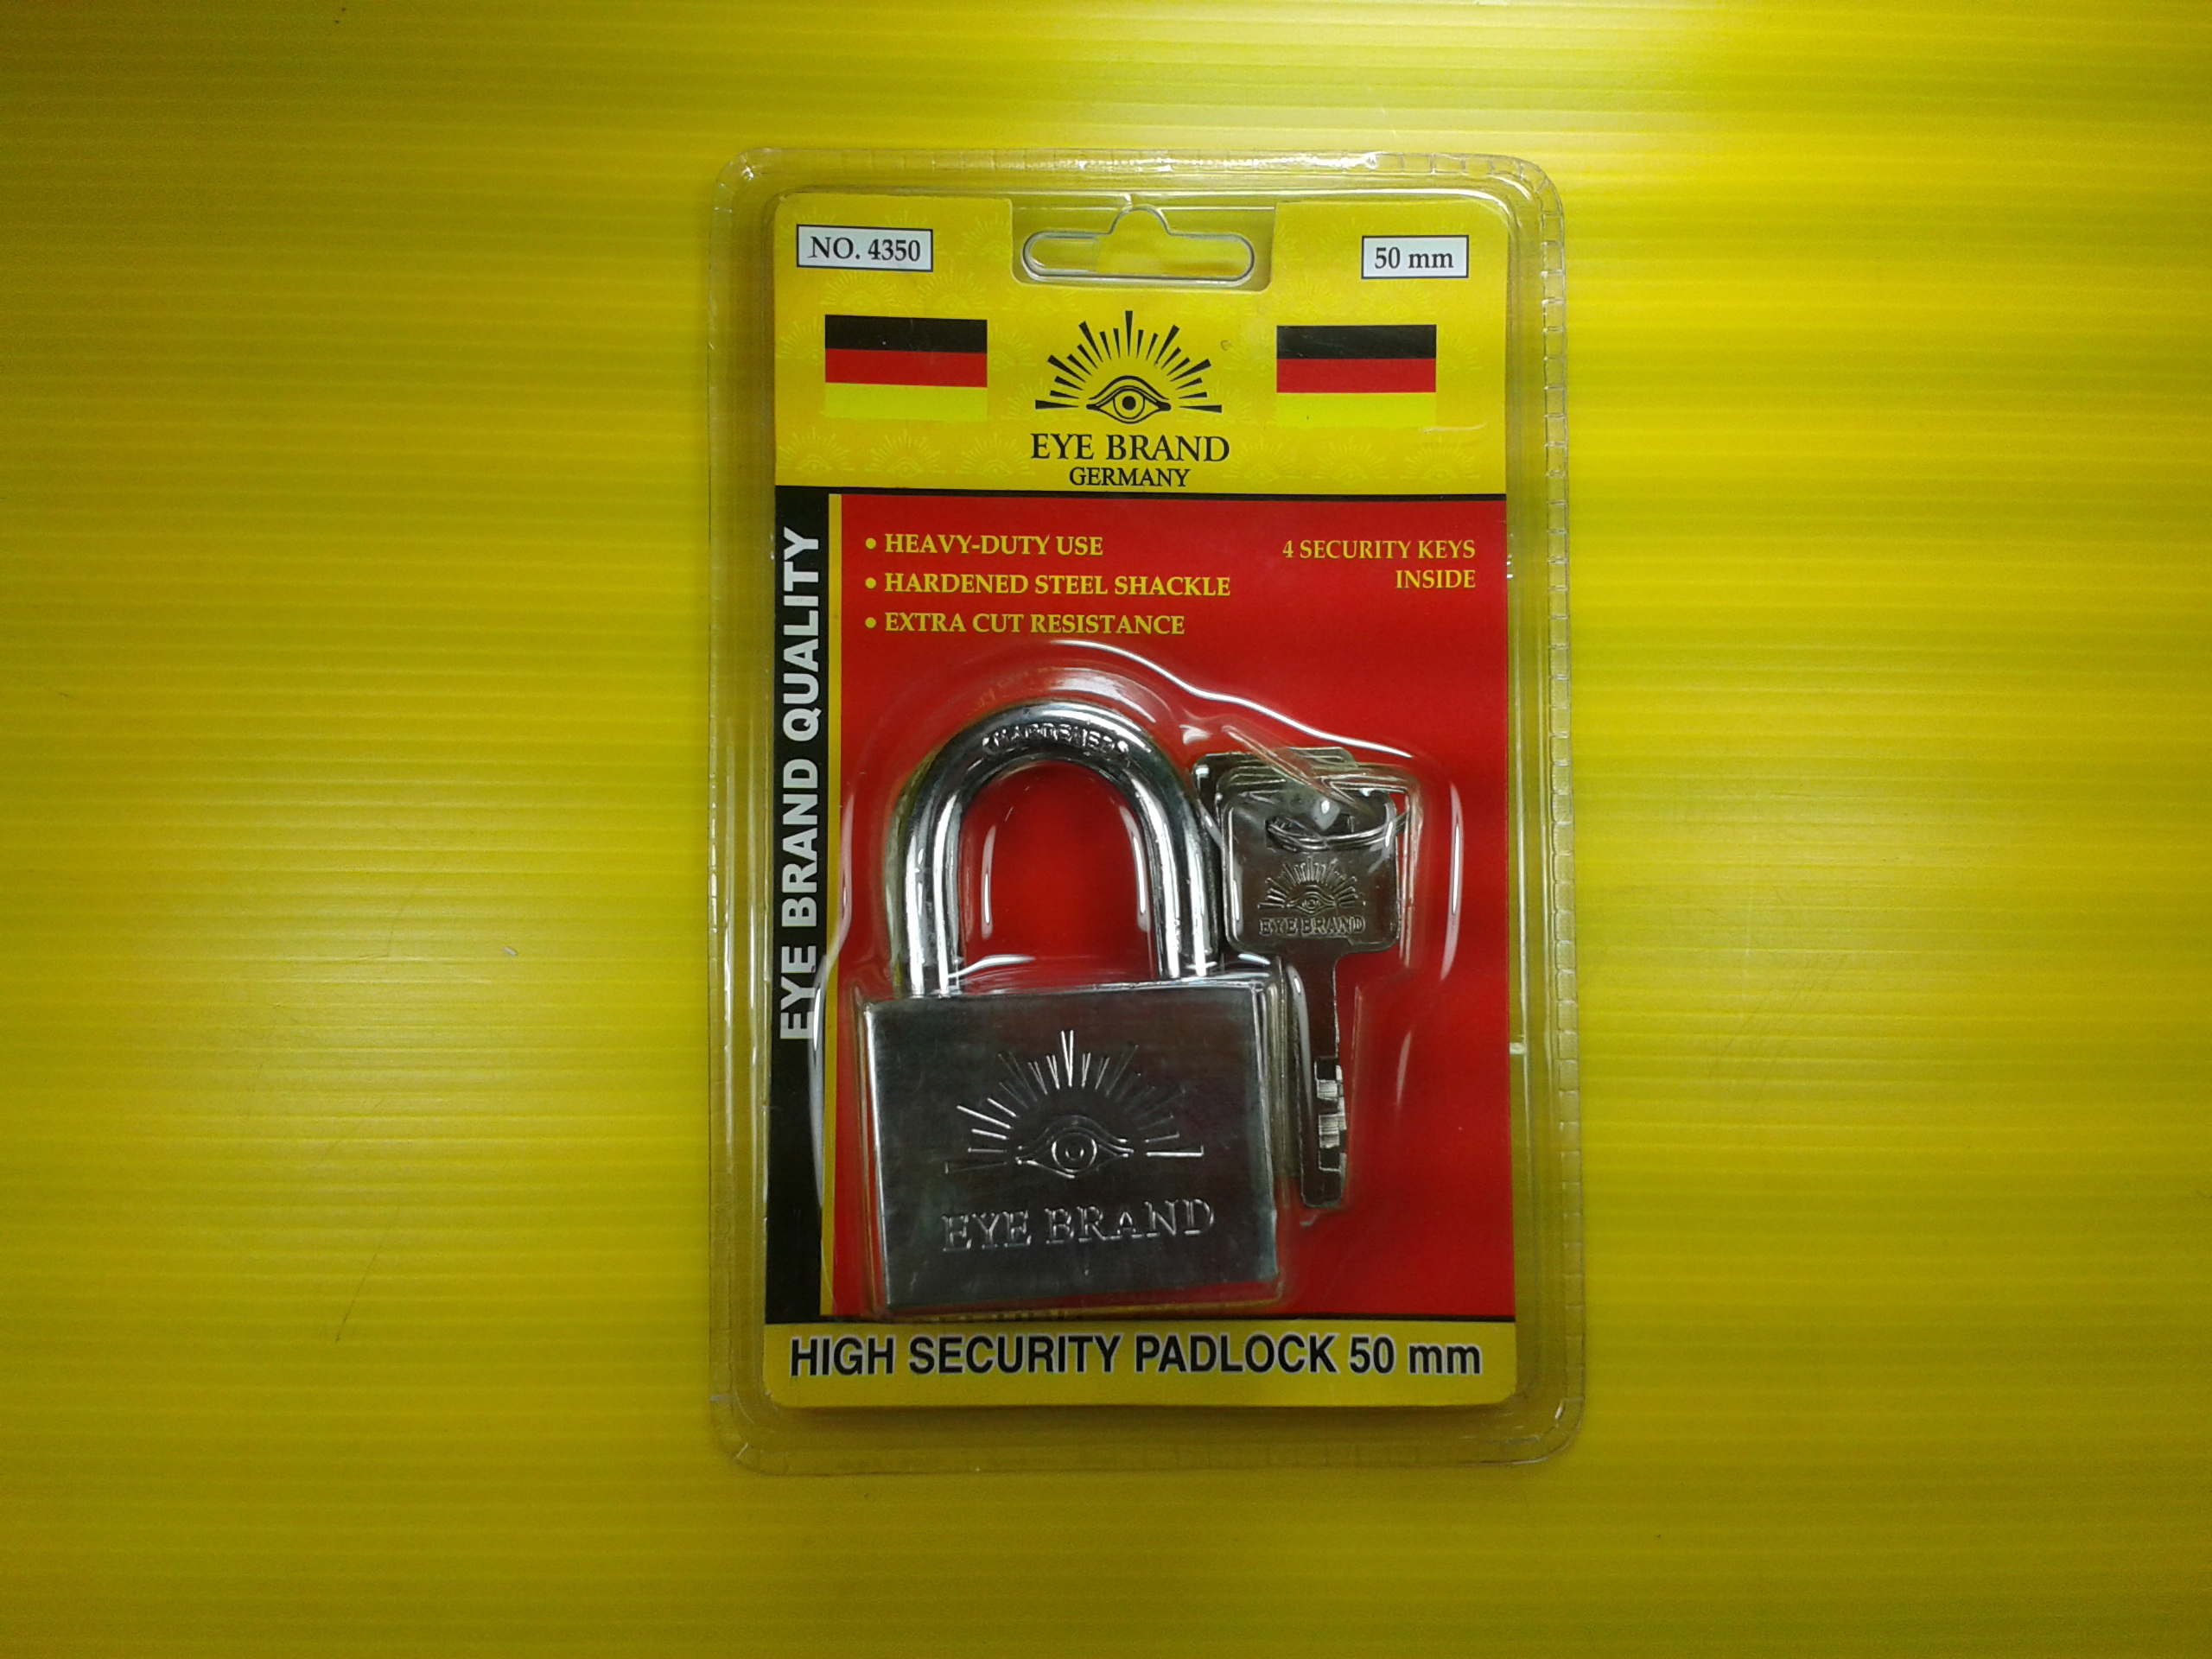 NO. 4350
50 mm
EYE BRAND
GERMANY
EYE BRAND QUALITY
• HEAVY-DUTY USE
• HARDENED STEEL SHACKLE
• EXTRA CUT RESISTANCE
4 SECURITY KEYS
INSIDE
HARDENED
EYE BRAND
EYE BRAND
HIGH SECURITY PADLOCK 50 mm